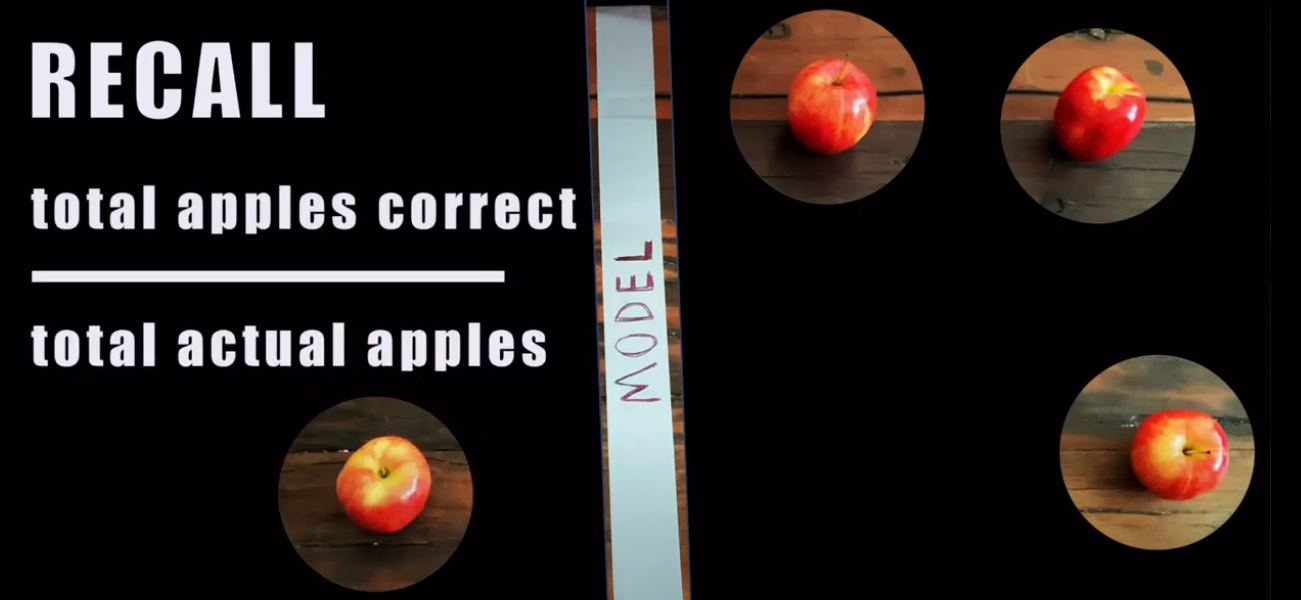 RECALL
total apples correct
total actual apples
MODEL